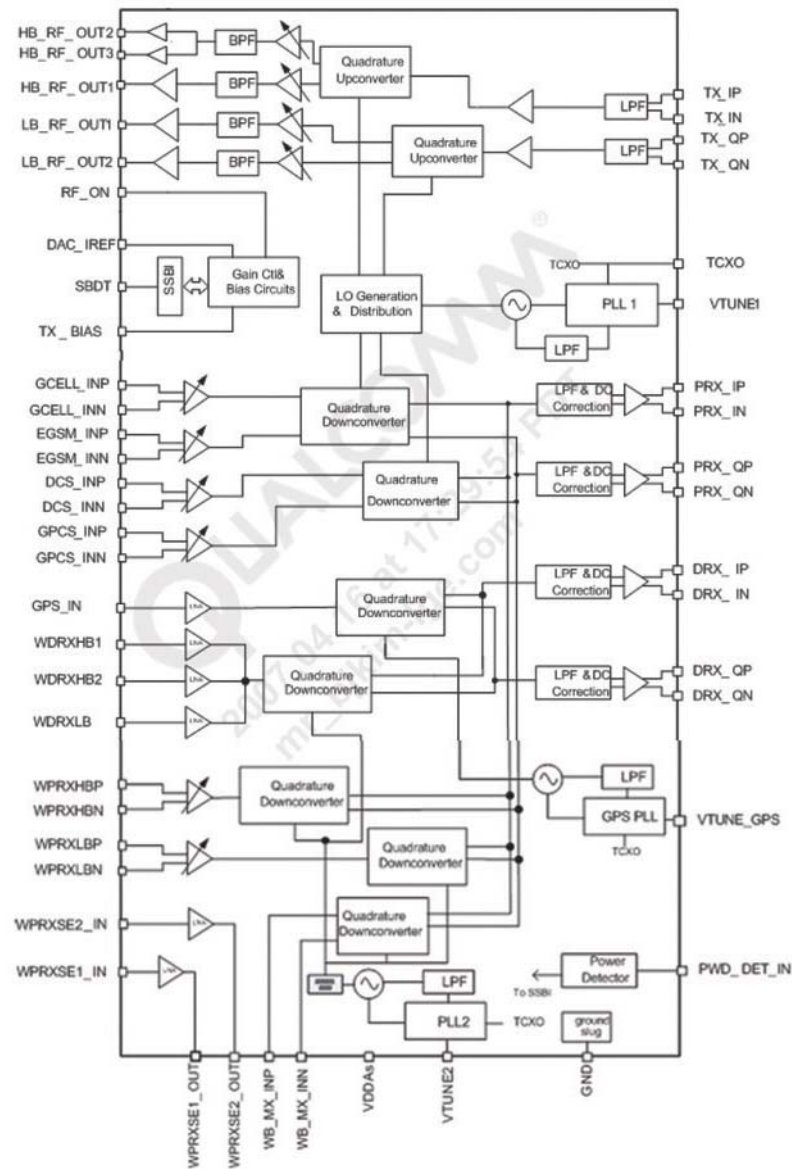 HB_RF_OUT2
HB_RF_OUT3
HB_RF_OUT1
LB_RF_OUT1
LB_RF_OUT2
RF_ON
DAC_IREF
SBDT
TX_BIAS
GCELL_INP
GCELL_INN
EGSM_INP
EGSM_INN
DCS_INP
DCS_INN
GPCS_INP
GPCS_INN
GPS_IN
WDRXHB1
WDRXHB2
WDRXLB
WPRXHBP
WPRXHBN
WPRXLBP
WPRXLBN
WPRXSE2_IN
WPRXSE1_IN
BPF
BPF
BPF
BPF
Quadrature
Upconverter
Quadrature
Upconverter
LPF
LPF
SSBI
Gain Ctl&
Bias Circuits
LO Generation
& Distribution
TCXO
PLL 1
LPF
Quadrature
Downconverter
Quadrature
Downconverter
LPF & DC
Correction
LPF & DC
Correction
LNA
Quadrature
Downconverter
LPF & DC
Correction
LNA
LNA
LNA
Quadrature
Downconverter
LPF & DC
Correction
Quadrature
Downconverter
LPF
GPS PLL
TCXO
Quadrature
Downconverter
LNA
Quadrature
Downconverter
LNA
Power
Detector
To SSBI
LPF
PLL2
TCXO
ground
slug
TX_IP
TX_IN
TX_QP
TX_QN
TCXO
VTUNE1
PRX_IP
PRX_IN
PRX_QP
PRX_QN
DRX_IP
DRX_IN
DRX_QP
DRX_QN
VTUNE_GPS
PWD_DET_IN
WPRXSE1_OUT
WPRXSE2_OUT
WB_MX_INP
WB_MX_INN
VDDAs
VTUNE2
GND
QUALCOMM®